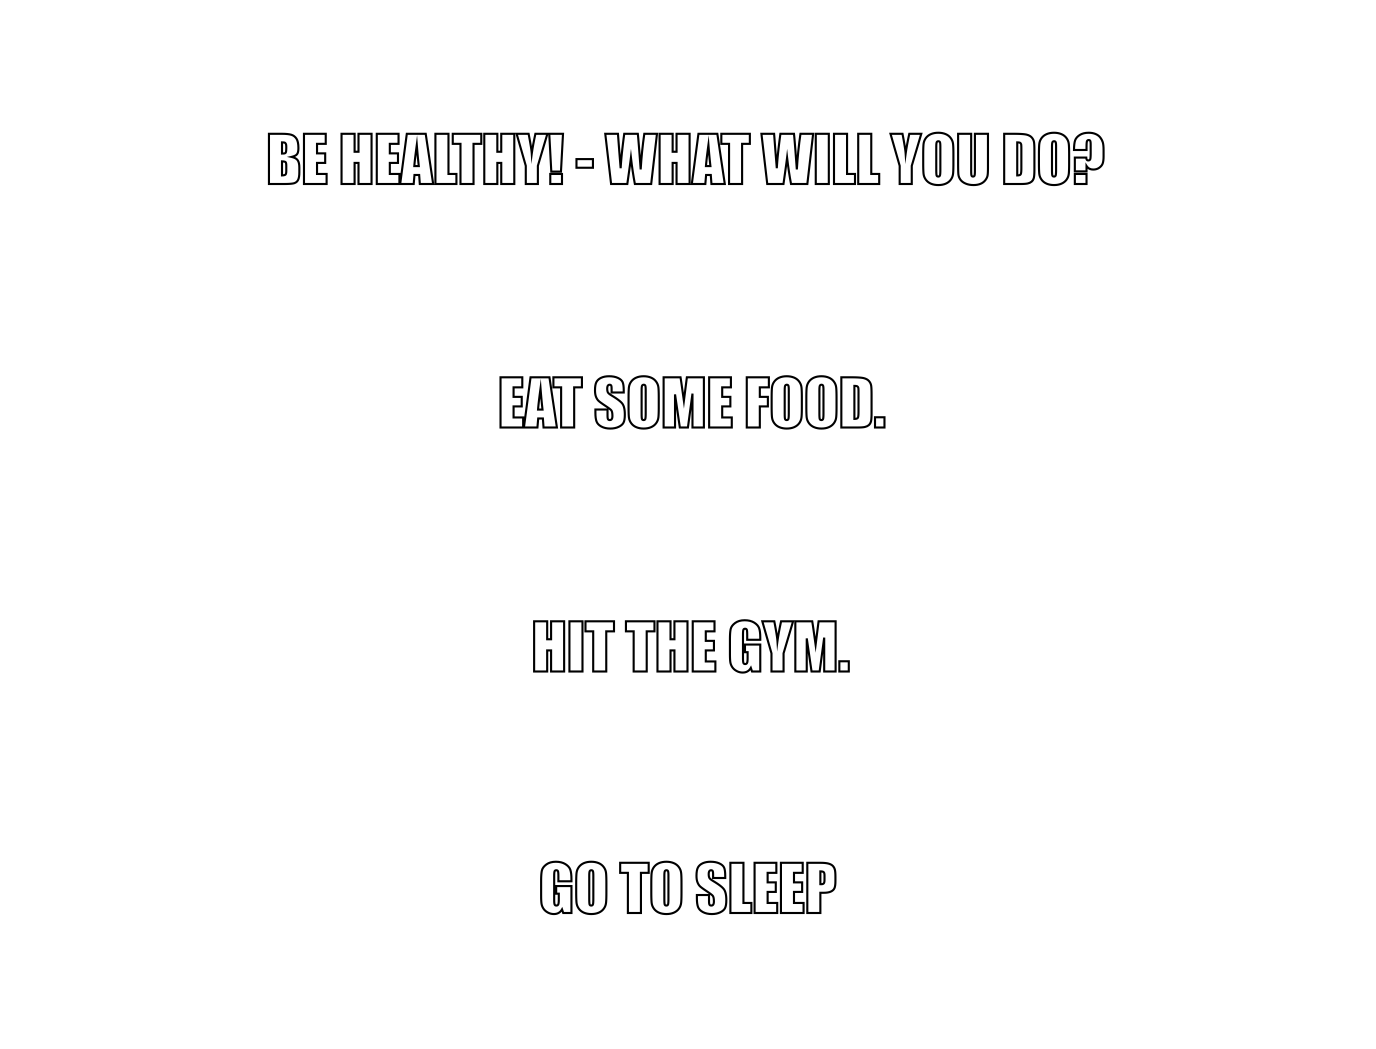 BE HEALTHY! - WHAT WILL YOU DO?
EAT SOME FOOD.
HIT THE GYM.
GO TO SLEEP